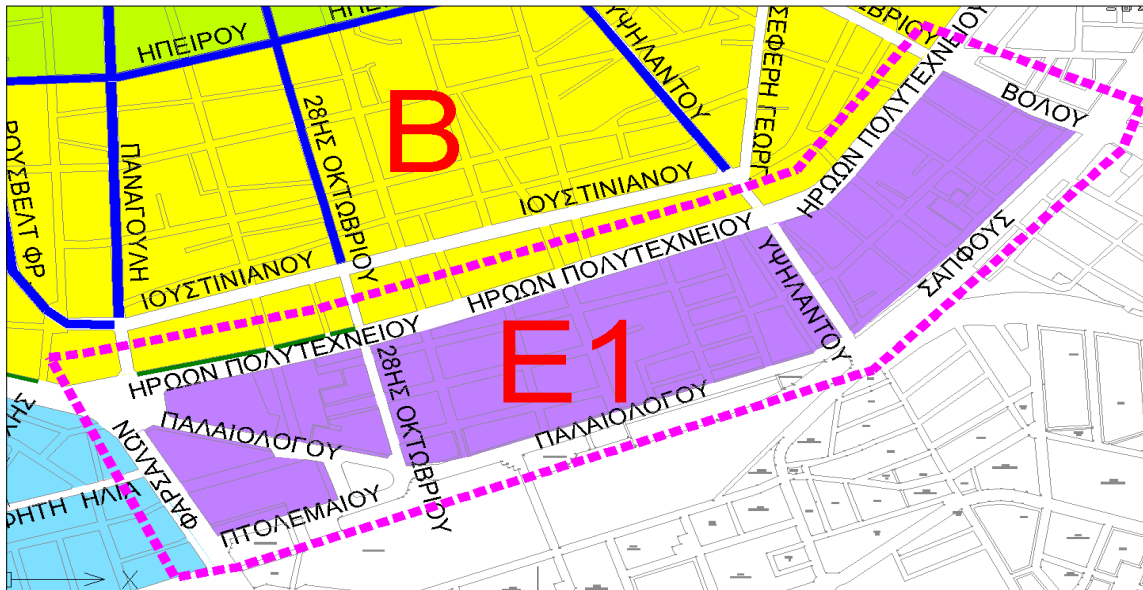 ΗΠΕΙΡΟΥ
ΥΨΗΛΑΝΤΟΥ
ΣΕΦΕΡΗ ΓΕΩΡΓ
ΗΡΩΩΝ ΠΟΛΥΤΕΧΝΕΙΟΥ
ΒΟΛΟΥ
28ΗΣ ΟΚΤΩΒΡΙΟΥ
Β
ΠΑΝΑΓΟΥΛΗ
ΡΟΥΣΒΕΛΤ ΦΡ
ΙΟΥΣΤΙΝΙΑΝΟΥ
ΙΟΥΣΤΙΝΙΑΝΟΥ
ΗΡΩΩΝ ΠΟΛΥΤΕΧΝΕΙΟΥ
ΥΨΗΛΑΝΤΟΥ
ΣΑΠΦΟΥΣ
ΗΡΩΩΝ ΠΟΛΥΤΕΧΝΕΙΟΥ
Ε1
28ΗΣ ΟΚΤΩΒΡΙΟΥ
ΠΑΛΑΙΟΛΟΓΟΥ
ΠΑΛΑΙΟΛΟΓΟΥ
ΦΑΡΣΑΛΩΝ
ΗΛΙΑ
ΠΤΟΛΕΜΑΙΟΥ
X